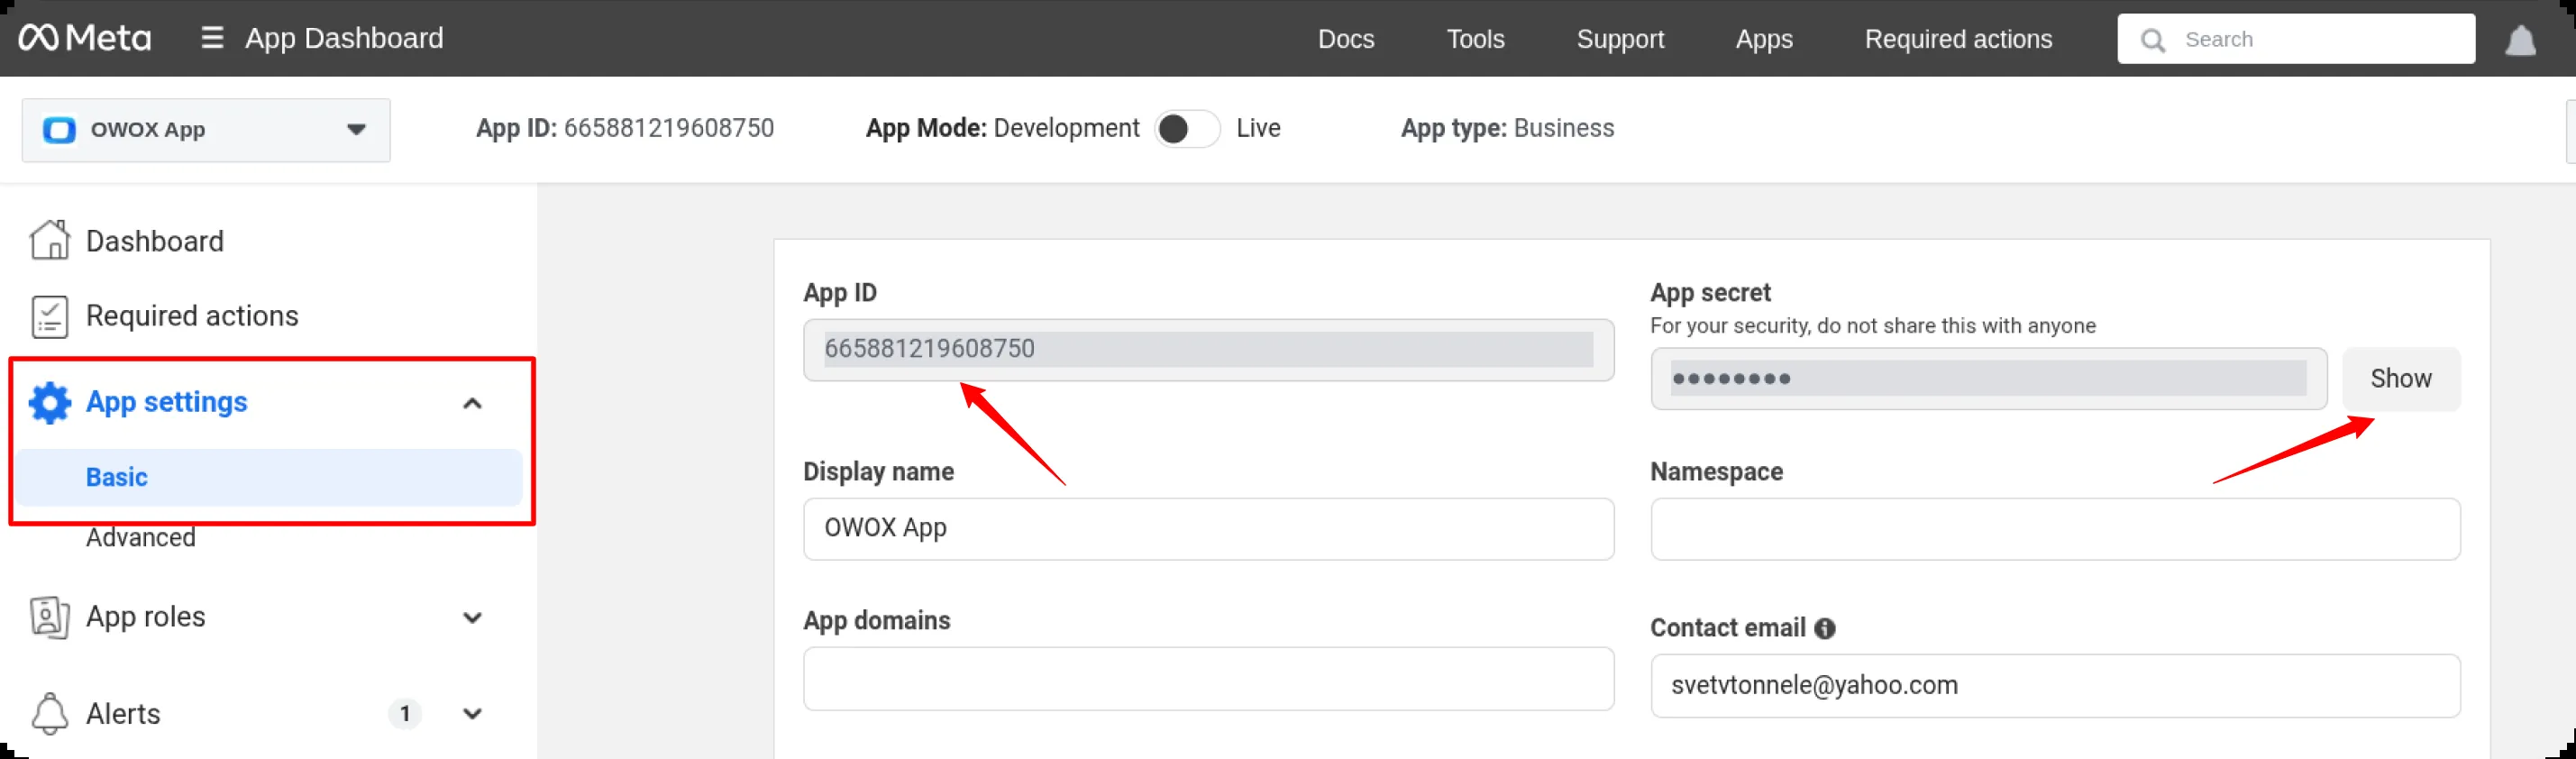 Meta App Dashboard Docs Tools Support Apps Required actions Search
OWOX App App ID: 665881219608750 App Mode: Development Live App type: Business
Dashboard
Required actions
App settings
Basic
Advanced
App roles
Alerts 1
App ID
665881219608750
App secret
For your security, do not share this with anyone
●●●●●●●● Show
Display name
OWOX App
Namespace
App domains
Contact email
svetvtonnele@yahoo.com